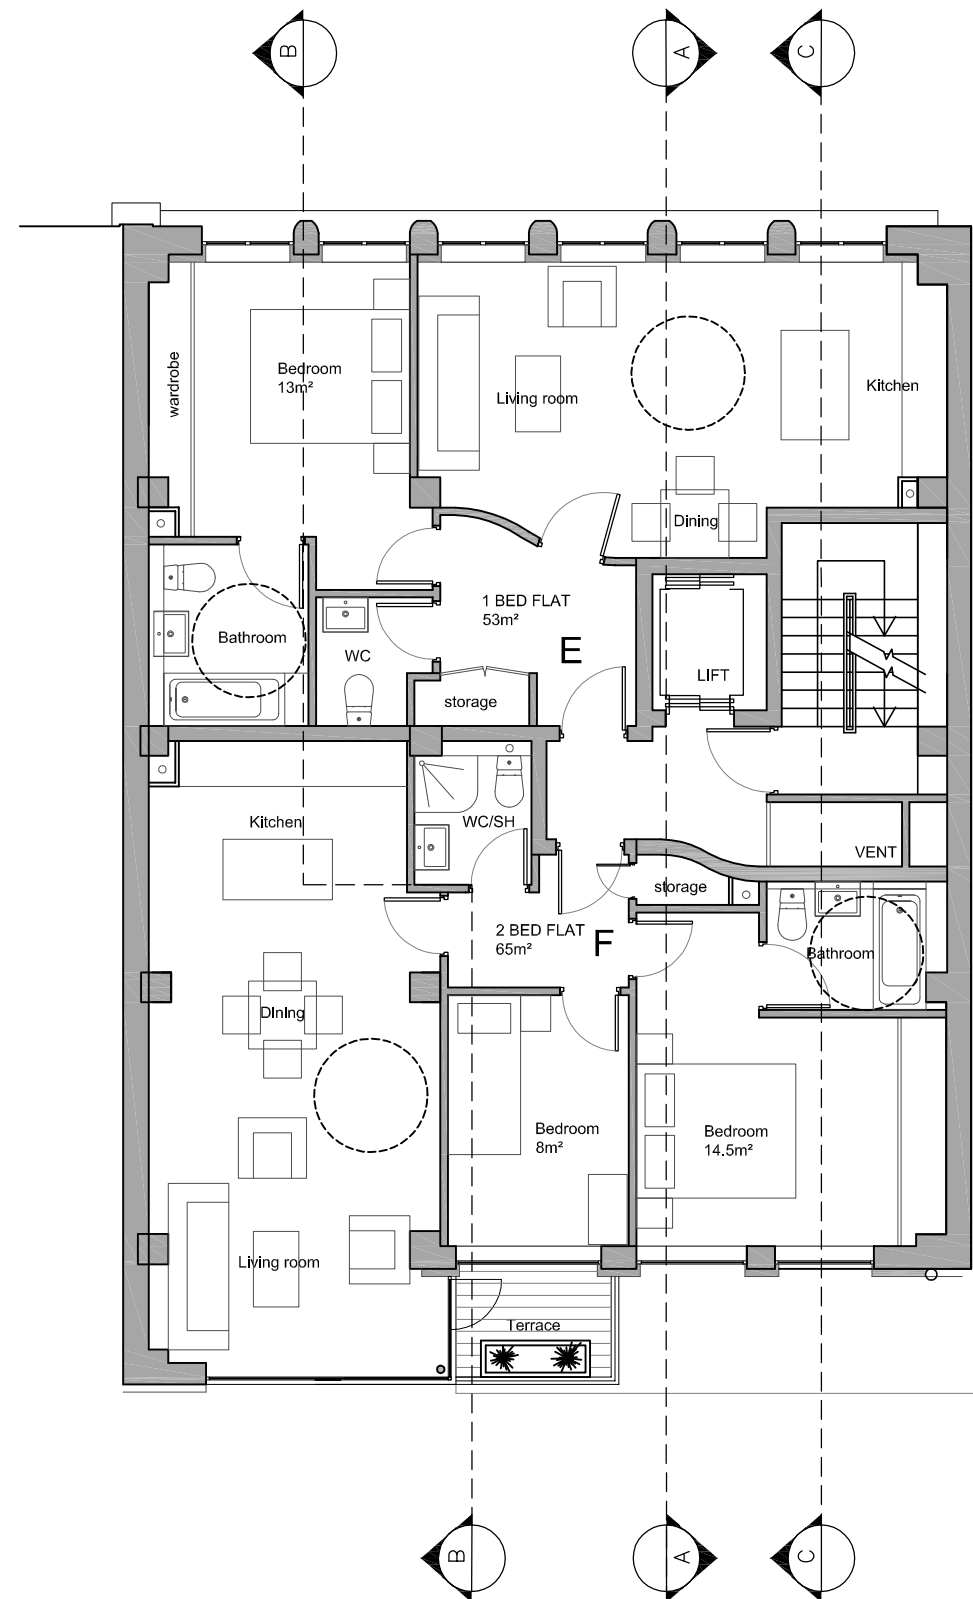 B
A
C
wardrobe
Bedroom
13m²
Living room
Kitchen
Dining
1 BED FLAT
53m²
E
Bathroom
WC
storage
LIFT
Kitchen
WC/SH
VENT
storage
2 BED FLAT
65m²
F
Bathroom
Dining
Bedroom
8m²
Bedroom
14.5m²
Living room
Terrace
B
A
C